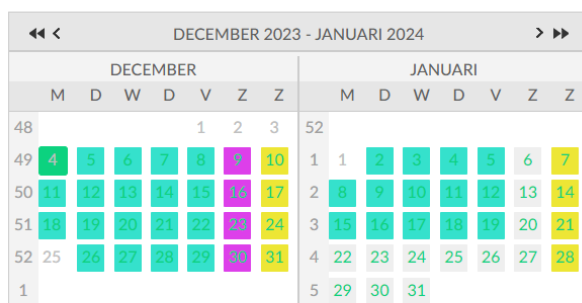 DECEMBER 2023 - JANUARI 2024
DECEMBER
M D W D V Z Z
48 1 2 3
49 4 5 6 7 8 9 10
50 11 12 13 14 15 16 17
51 18 19 20 21 22 23 24
52 25 26 27 28 29 30 31
1
JANUARI
M D W D V Z Z
52
1 1 2 3 4 5 6 7
2 8 9 10 11 12 13 14
3 15 16 17 18 19 20 21
4 22 23 24 25 26 27 28
5 29 30 31